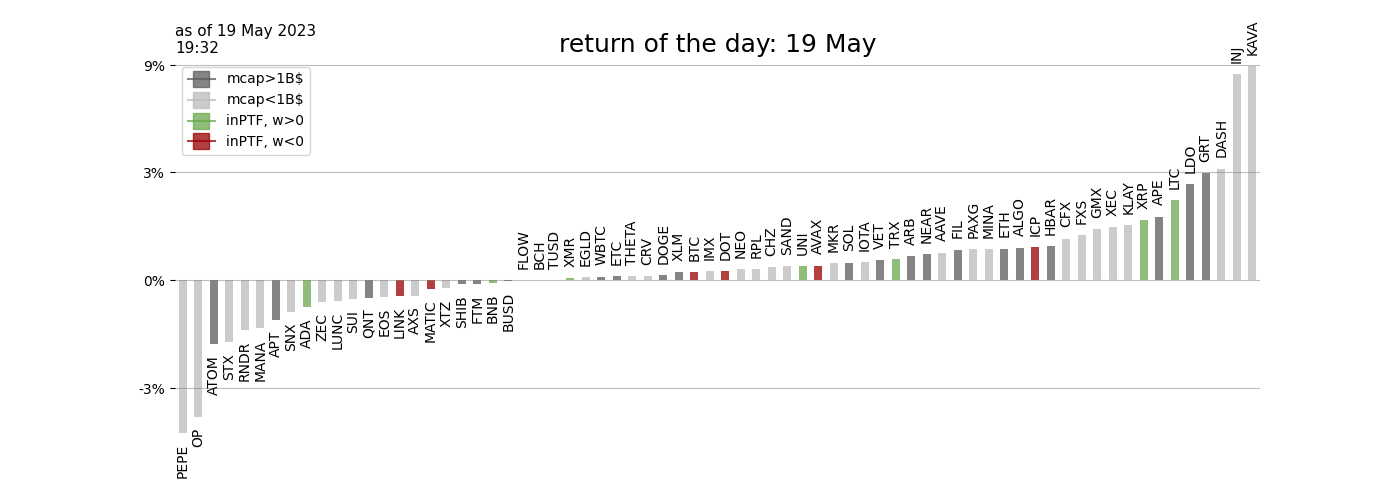 as of 19 May 2023
19:32
return of the day: 19 May
9%
3%
0%
-3%
mcap>1B$
mcap<1B$
inPTF, w>0
inPTF, w<0
PEPE
OP
ATOM
STX
RNDR
MANA
APT
SNX
ADA
ZEC
LUNC
SUI
QNT
EOS
LINK
AXS
MATIC
XTZ
SHIB
FTM
BNB
BUSD
FLOW
BCH
TUSD
XMR
EGLD
WBTC
ETC
THETA
CRV
DOGE
XLM
BTC
IMX
DOT
NEO
RPL
CHZ
SAND
UNI
AVAX
MKR
SOL
IOTA
VET
TRX
ARB
NEAR
AAVE
FIL
PAXG
MINA
ETH
ALGO
ICP
HBAR
CFX
FXS
GMX
XEC
KLAY
XRP
APE
LTC
LDO
GRT
DASH
INJ
KAVA